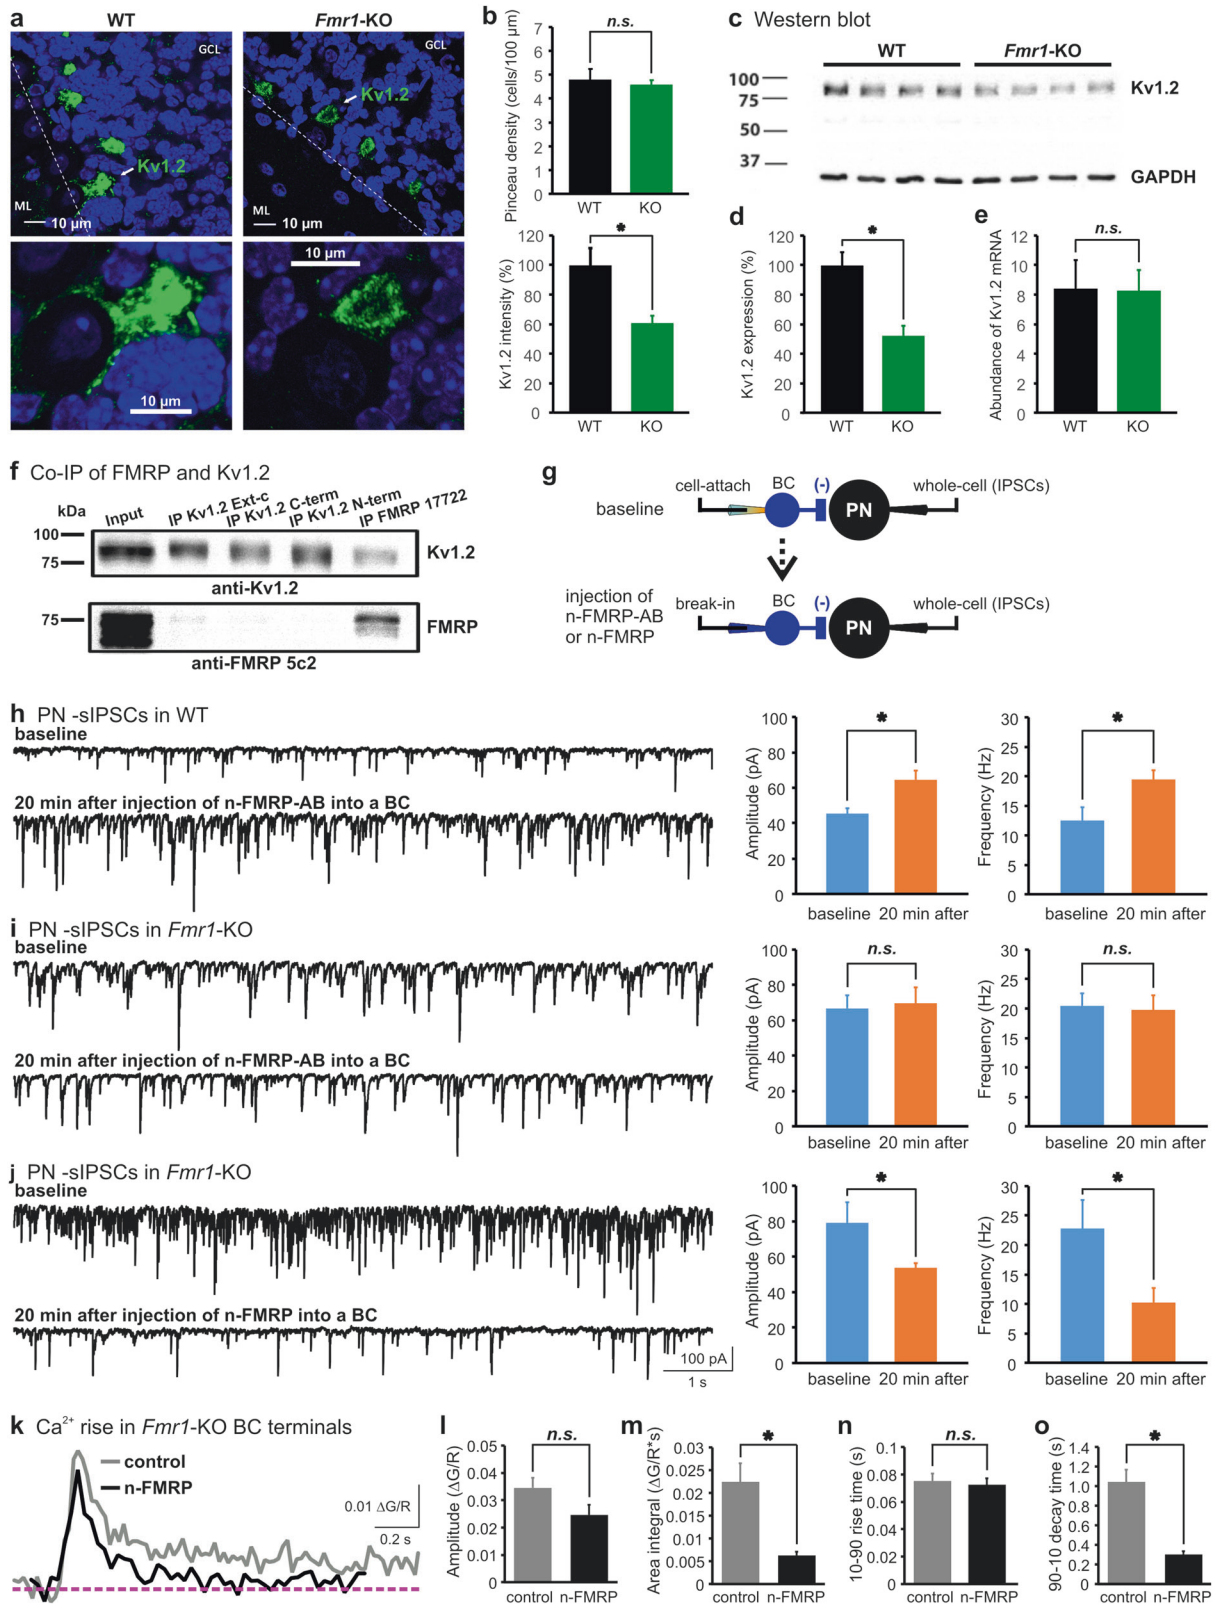 a
WT
Fmr1-KO
GCL
Kv1.2
ML
10 µm
GCL
Kv1.2
ML
10 µm
10 µm
10 µm
b
Pinceau density (cells/100 µm)
7
6
5
4
3
2
1
0
n.s.
WT KO
Kv1.2 intensity (%)
120
100
80
60
40
20
0
*
WT KO
c Western blot
WT Fmr1-KO
100
75
50
37
Kv1.2
GAPDH
d
Kv1.2 expression (%)
120
100
80
60
40
20
0
*
WT KO
e
Abundance of Kv1.2 mRNA
12
10
8
6
4
2
0
n.s.
WT KO
f Co-IP of FMRP and Kv1.2
kDa
Input
IP Kv1.2 Ext-c
IP Kv1.2 C-term
IP Kv1.2 N-term
IP FMRP 17722
100
75
Kv1.2
anti-Kv1.2
75
FMRP
anti-FMRP 5c2
g
baseline
cell-attach BC (-) PN whole-cell (IPSCs)
injection of
n-FMRP-AB
or n-FMRP
break-in BC (-) PN whole-cell (IPSCs)
h PN -sIPSCs in WT
baseline
20 min after injection of n-FMRP-AB into a BC
Amplitude (pA)
100
80
60
40
20
0
*
baseline 20 min after
Frequency (Hz)
30
25
20
15
10
5
0
*
baseline 20 min after
i PN -sIPSCs in Fmr1-KO
baseline
20 min after injection of n-FMRP-AB into a BC
Amplitude (pA)
100
80
60
40
20
0
n.s.
baseline 20 min after
Frequency (Hz)
30
25
20
15
10
5
0
n.s.
baseline 20 min after
j PN -sIPSCs in Fmr1-KO
baseline
20 min after injection of n-FMRP into a BC
100 pA
1 s
Amplitude (pA)
100
80
60
40
20
0
*
baseline 20 min after
Frequency (Hz)
30
25
20
15
10
5
0
*
baseline 20 min after
k Ca2+ rise in Fmr1-KO BC terminals
control
n-FMRP
0.01 ΔG/R
0.2 s
l
Amplitude (ΔG/R)
0.05
0.04
0.03
0.02
0.01
0
n.s.
control n-FMRP
m
Area integral (ΔG/R*s)
0.03
0.025
0.02
0.015
0.01
0.005
0
*
control n-FMRP
n
10-90 rise time (s)
0.1
0.08
0.06
0.04
0.02
0
n.s.
control n-FMRP
o
90-10 decay time (s)
1.4
1.2
1.0
0.8
0.6
0.4
0.2
0
*
control n-FMRP